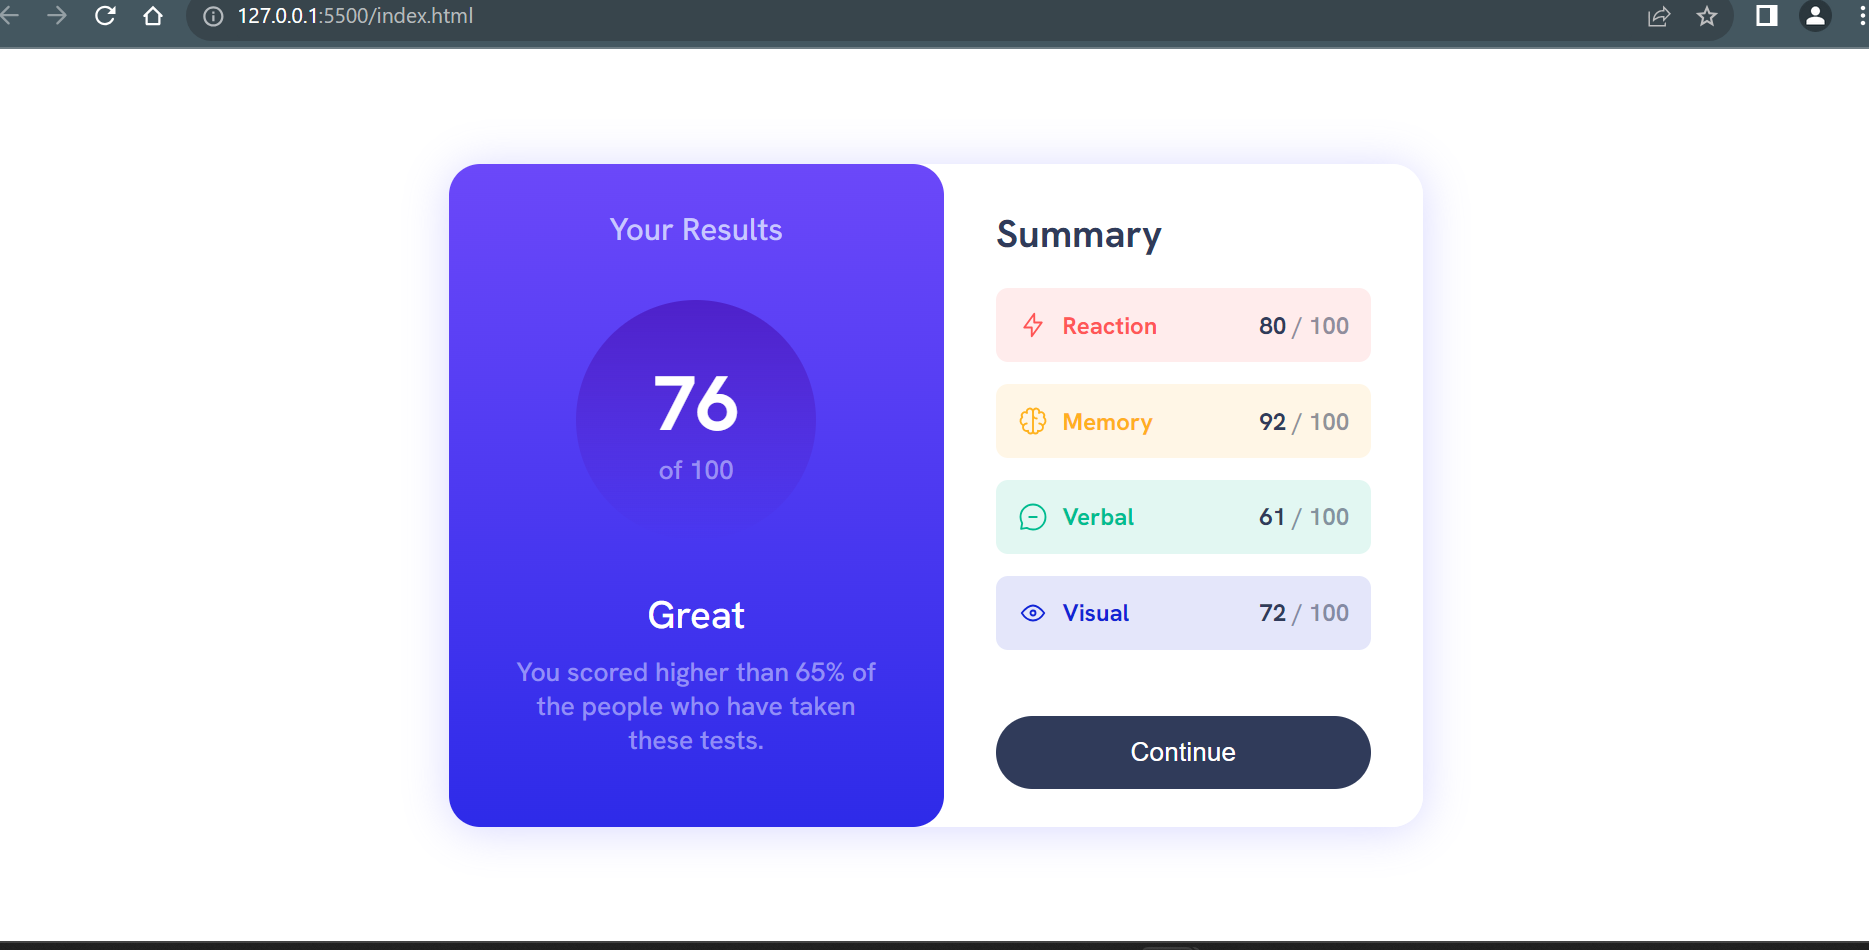 127.0.0.1:5500/index.html
Your Results
76
of 100
Great
You scored higher than 65% of
the people who have taken
these tests.
Summary
Reaction 80 / 100
Memory 92 / 100
Verbal 61 / 100
Visual 72 / 100
Continue